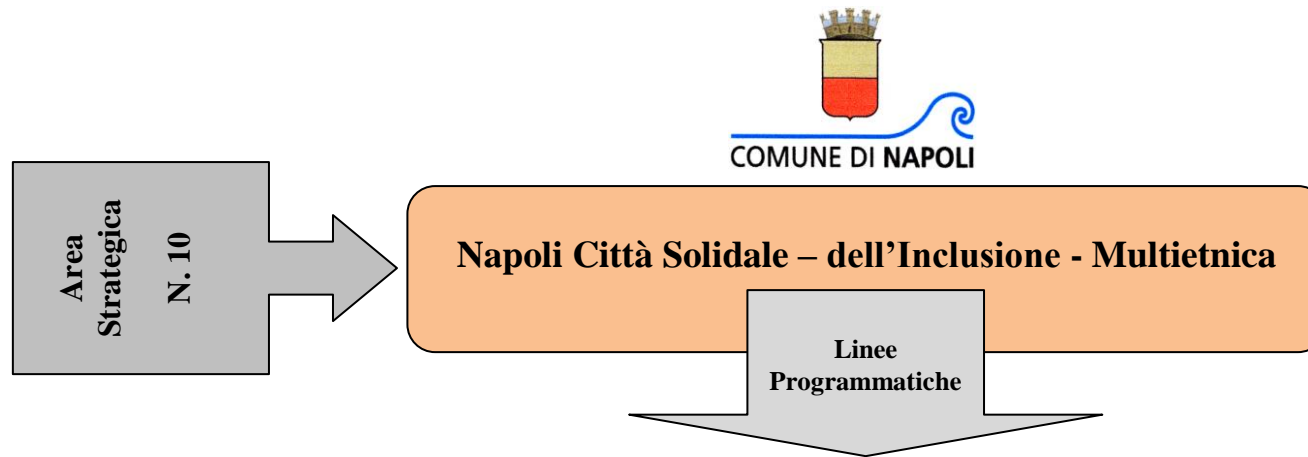 COMUNE DI NAPOLI
Area
Strategica
N. 10
Napoli Città Solidale – dell’Inclusione - Multietnica
Linee
Programmatiche